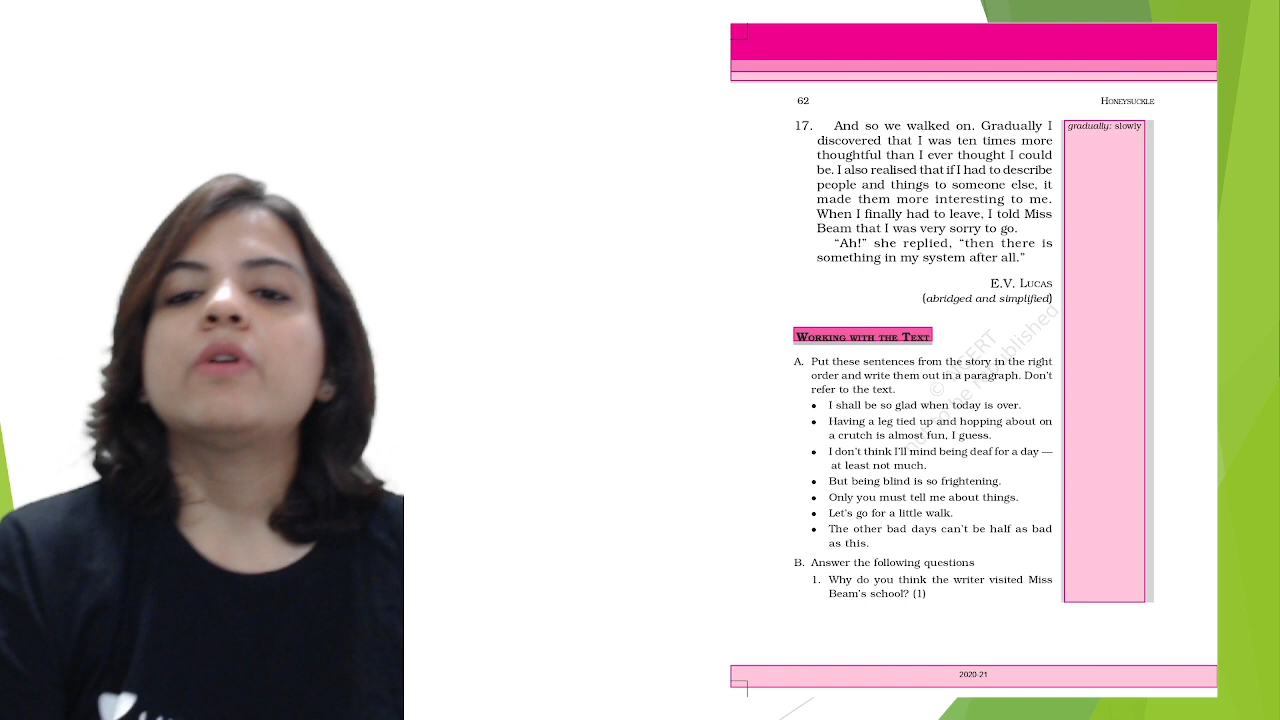 62
HONEYSUCKLE
17. And so we walked on. Gradually I
discovered that I was ten times more
thoughtful than I ever thought I could
be. I also realised that if I had to describe
people and things to someone else, it
made them more interesting to me.
When I finally had to leave, I told Miss
Beam that I was very sorry to go.
“Ah!” she replied, “then there is
something in my system after all.”
gradually: slowly
E.V. LUCAS
(abridged and simplified)
WORKING WITH THE TEXT
A. Put these sentences from the story in the right
order and write them out in a paragraph. Don’t
refer to the text.
• I shall be so glad when today is over.
• Having a leg tied up and hopping about on
a crutch is almost fun, I guess.
• I don’t think I’ll mind being deaf for a day —
at least not much.
• But being blind is so frightening.
• Only you must tell me about things.
• Let’s go for a little walk.
• The other bad days can’t be half as bad
as this.
B. Answer the following questions
1. Why do you think the writer visited Miss
Beam’s school? (1)
2020-21